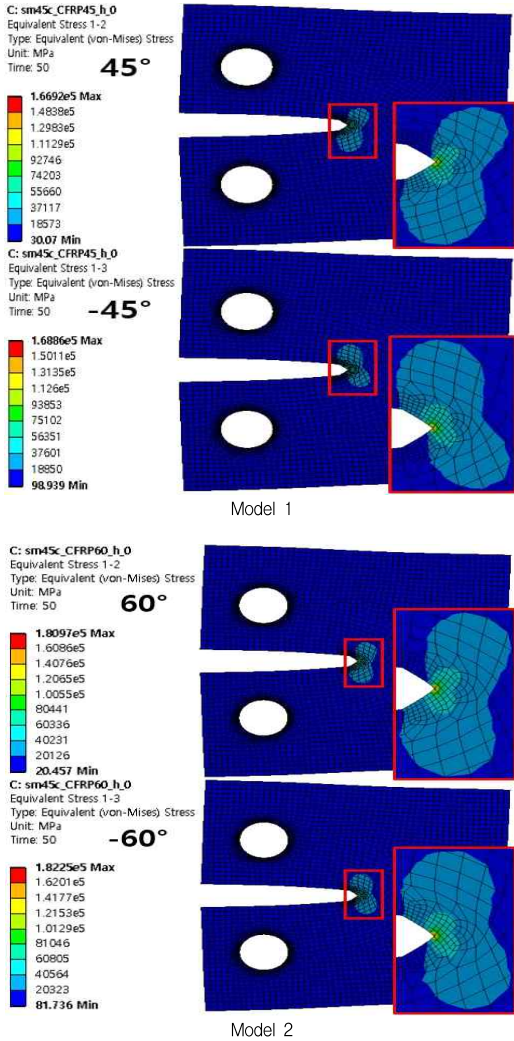 C: sm45c_CFRP45_h_0
Equivalent Stress 1-2
Type: Equivalent (von-Mises) Stress
Unit: MPa
Time: 50
45°
1.6692e5 Max
1.4838e5
1.2983e5
1.1129e5
92746
74203
55660
37117
18573
30.07 Min
C: sm45c_CFRP45_h_0
Equivalent Stress 1-3
Type: Equivalent (von-Mises) Stress
Unit: MPa
Time: 50
-45°
1.6886e5 Max
1.5011e5
1.3135e5
1.126e5
93853
75102
56351
37601
18850
98.939 Min
Model 1
C: sm45c_CFRP60_h_0
Equivalent Stress 1-2
Type: Equivalent (von-Mises) Stress
Unit: MPa
Time: 50
60°
1.8097e5 Max
1.6086e5
1.4076e5
1.2065e5
1.0055e5
80441
60336
40231
20126
20.457 Min
C: sm45c_CFRP60_h_0
Equivalent Stress 1-3
Type: Equivalent (von-Mises) Stress
Unit: MPa
Time: 50
-60°
1.8225e5 Max
1.6201e5
1.4177e5
1.2153e5
1.0129e5
81046
60805
40564
20323
81.736 Min
Model 2